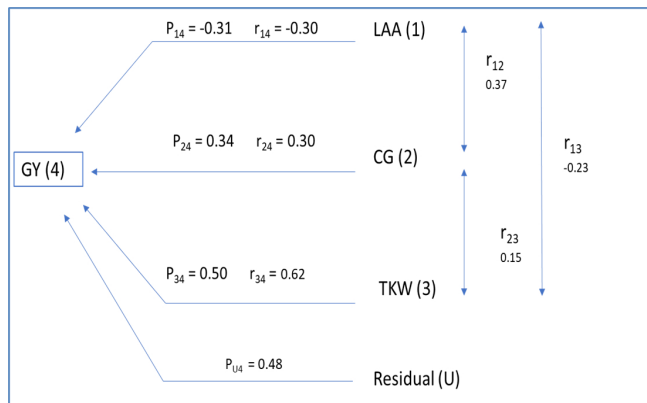 P14 = -0.31 r14 = -0.30 LAA (1)
r12
0.37
r13
-0.23
P24 = 0.34 r24 = 0.30 CG (2)
GY (4)
r23
0.15
P34 = 0.50 r34 = 0.62
TKW (3)
PU4 = 0.48
Residual (U)